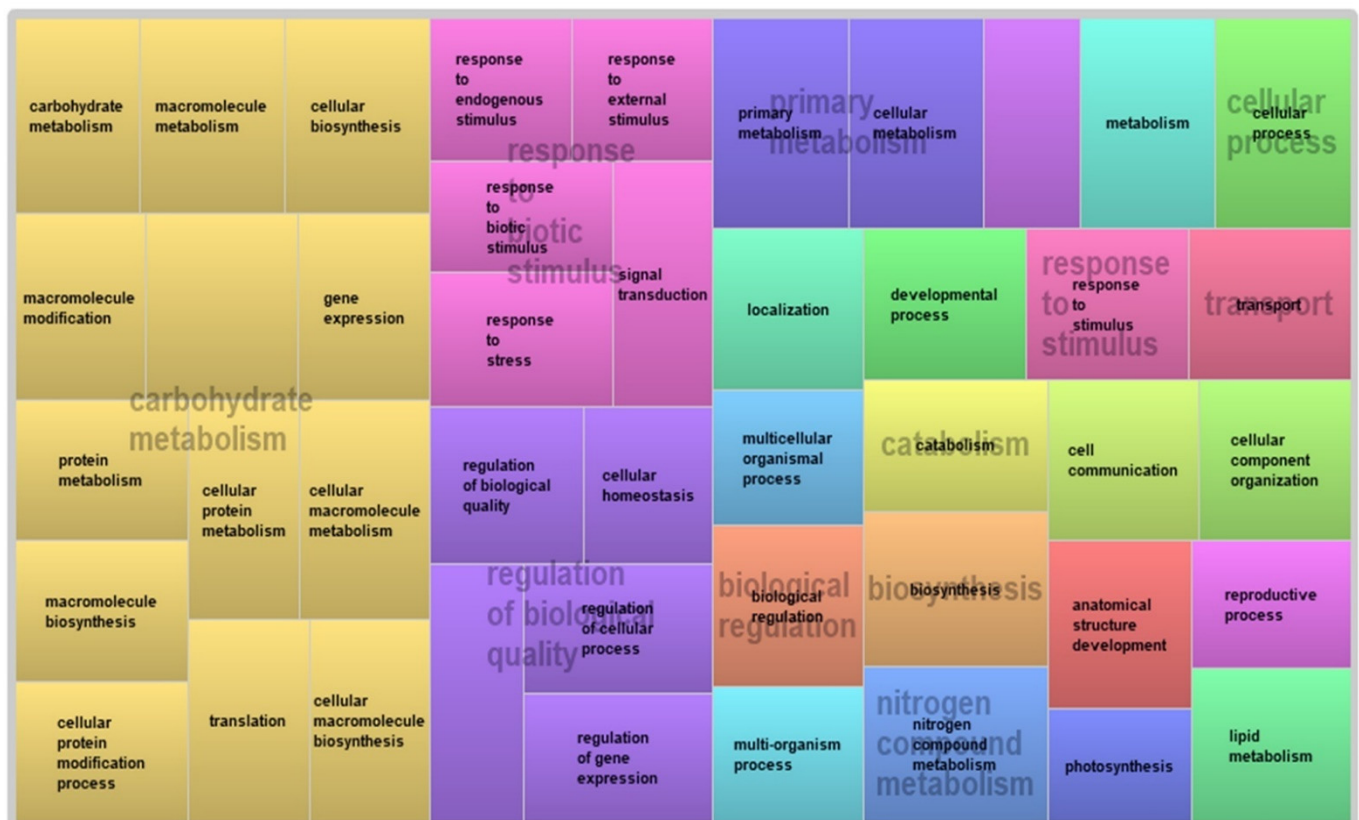 carbohydrate
metabolism
macromolecule
metabolism
cellular
biosynthesis
macromolecule
modification
gene
expression
carbohydrate
metabolism
protein
metabolism
cellular
protein
metabolism
cellular
macromolecule
metabolism
macromolecule
biosynthesis
cellular
protein
modification
process
translation
cellular
macromolecule
biosynthesis
response
to
endogenous
stimulus
response
to
external
stimulus
response
to
biotic
stimulus
response
to
biotic
stimulus
signal
transduction
response
to
stress
regulation
of biological
quality
cellular
homeostasis
regulation
of biological
quality
regulation
of cellular
process
regulation
of gene
expression
primary
metabolism
primary
metabolism
cellular
metabolism
metabolism
cellular
process
cellular
process
localization
developmental
process
response
to
stimulus
response
to
stimulus
transport
transport
multicellular
organismal
process
catabolism
catabolism
cell
communication
cellular
component
organization
biological
regulation
biological
regulation
biosynthesis
biosynthesis
anatomical
structure
development
reproductive
process
multi-organism
process
nitrogen
compound
metabolism
nitrogen
compound
metabolism
photosynthesis
lipid
metabolism